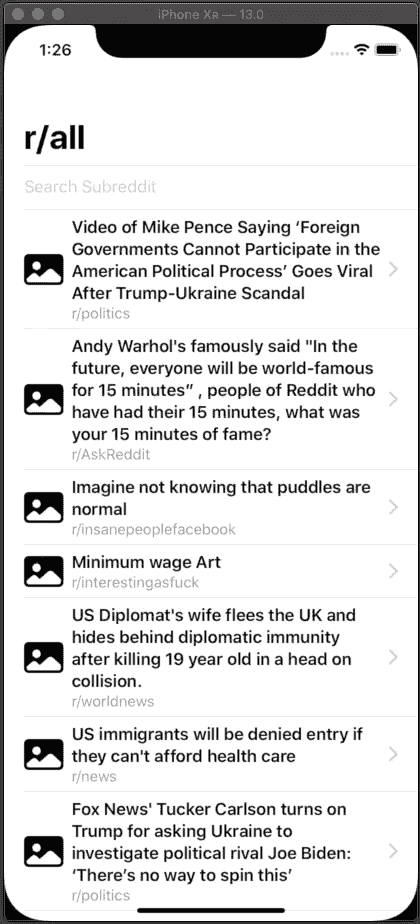 iPhone XR — 13.0
1:26
r/all
Search Subreddit
Video of Mike Pence Saying ‘Foreign
Governments Cannot Participate in the
American Political Process’ Goes Viral
After Trump-Ukraine Scandal
r/politics
Andy Warhol's famously said "In the
future, everyone will be world-famous
for 15 minutes” , people of Reddit who
have had their 15 minutes, what was
your 15 minutes of fame?
r/AskReddit
Imagine not knowing that puddles are
normal
r/insanepeoplefacebook
Minimum wage Art
r/interestingasfuck
US Diplomat's wife flees the UK and
hides behind diplomatic immunity
after killing 19 year old in a head on
collision.
r/worldnews
US immigrants will be denied entry if
they can't afford health care
r/news
Fox News' Tucker Carlson turns on
Trump for asking Ukraine to
investigate political rival Joe Biden:
‘There’s no way to spin this’
r/politics